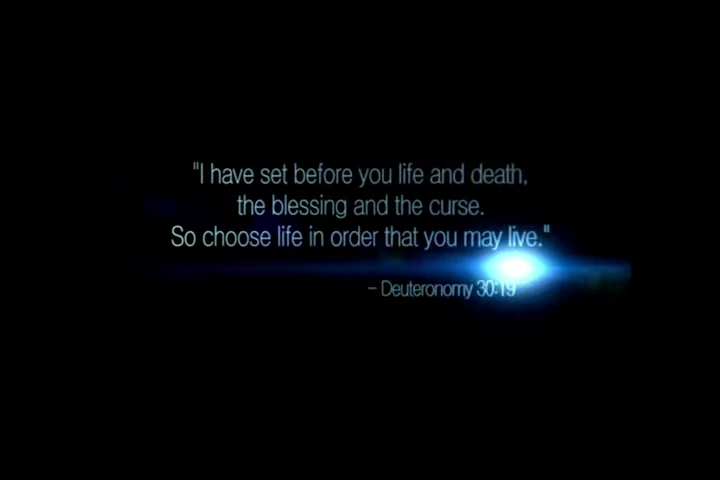 "I have set before you life and death,
the blessing and the curse.
So choose life in order that you may live."
– Deuteronomy 30:19